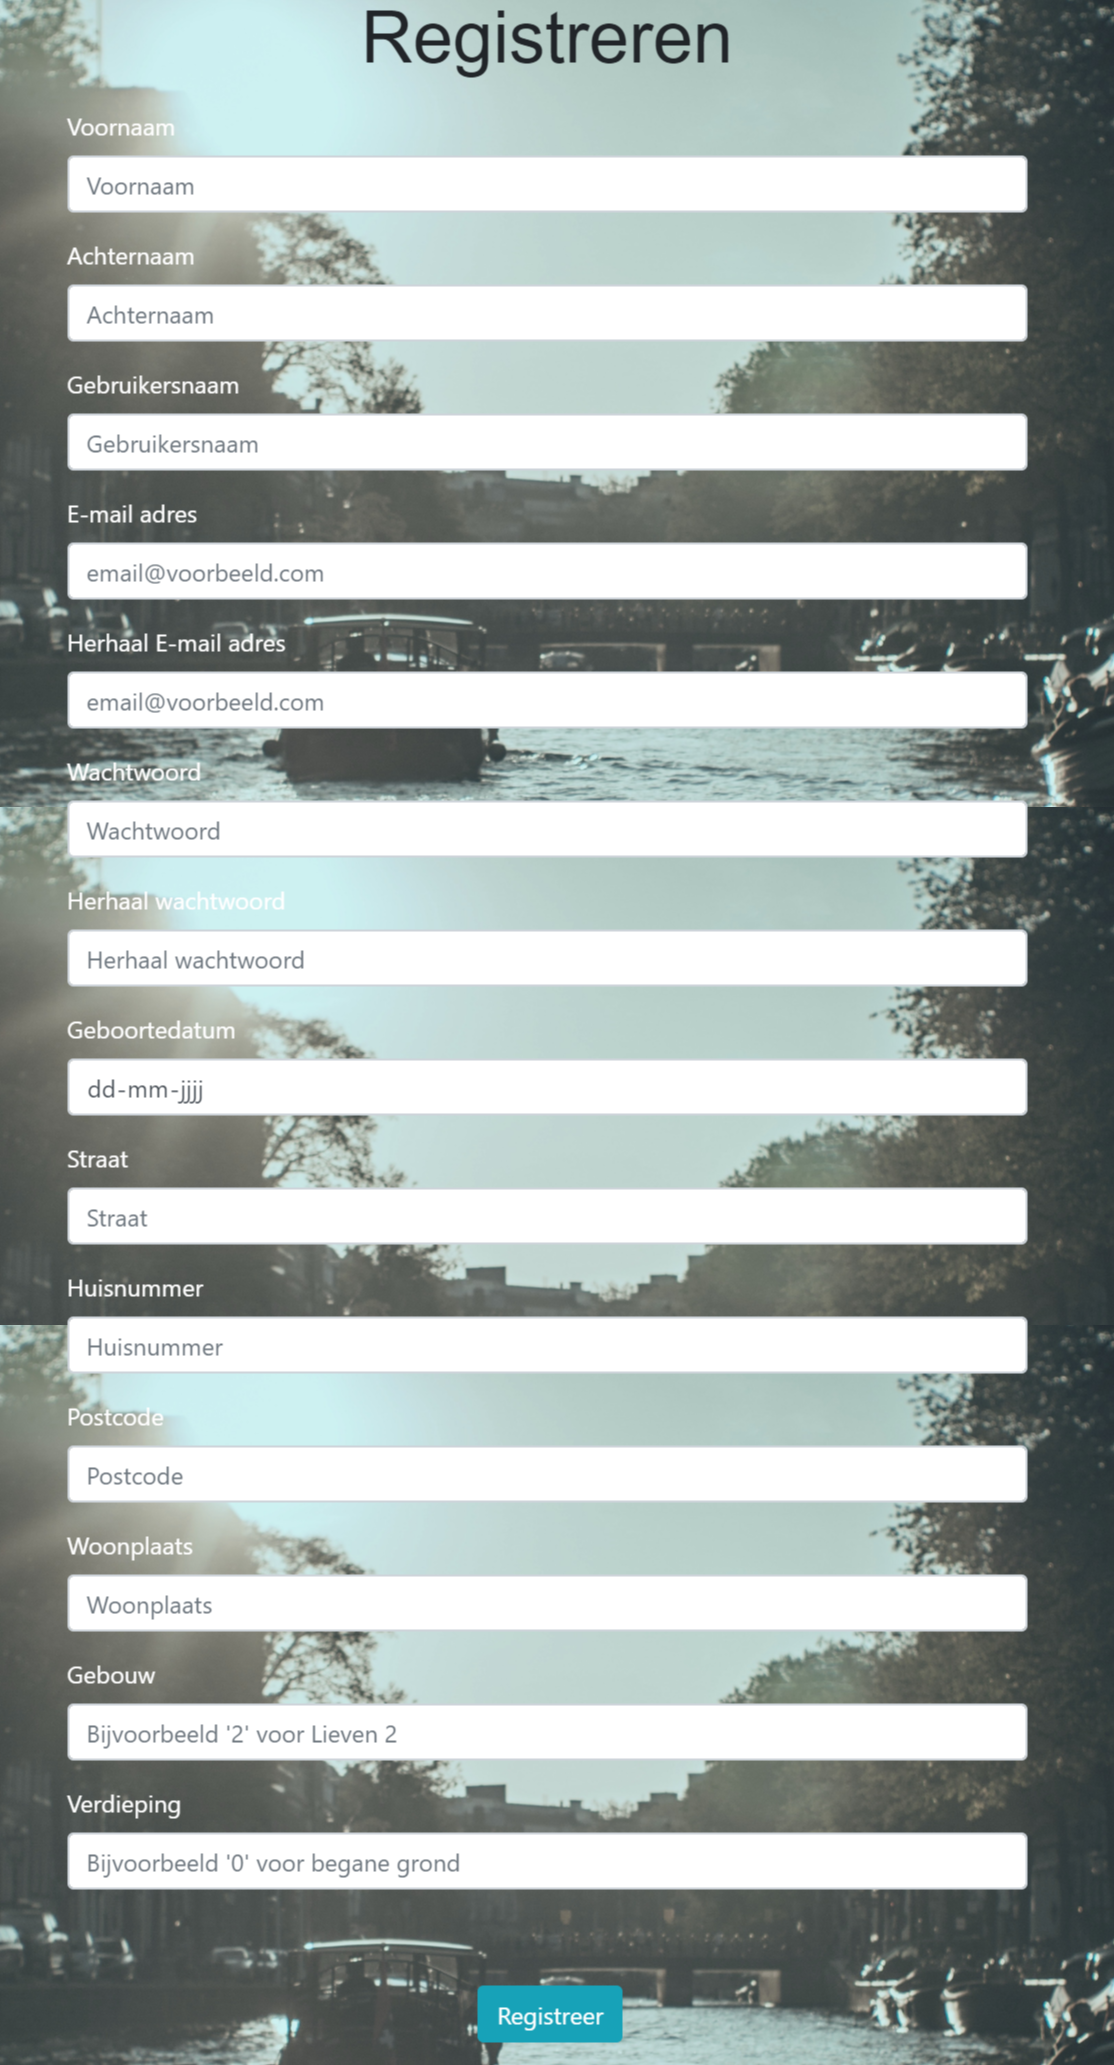 Registreren
Voornaam
Voornaam
Achternaam
Achternaam
Gebruikersnaam
Gebruikersnaam
E-mail adres
email@voorbeeld.com
Herhaal E-mail adres
email@voorbeeld.com
Wachtwoord
Wachtwoord
Herhaal wachtwoord
Herhaal wachtwoord
Geboortedatum
dd-mm-jjjj
Straat
Straat
Huisnummer
Huisnummer
Postcode
Postcode
Woonplaats
Woonplaats
Gebouw
Bijvoorbeeld '2' voor Lieven 2
Verdieping
Bijvoorbeeld '0' voor begane grond
Registreer